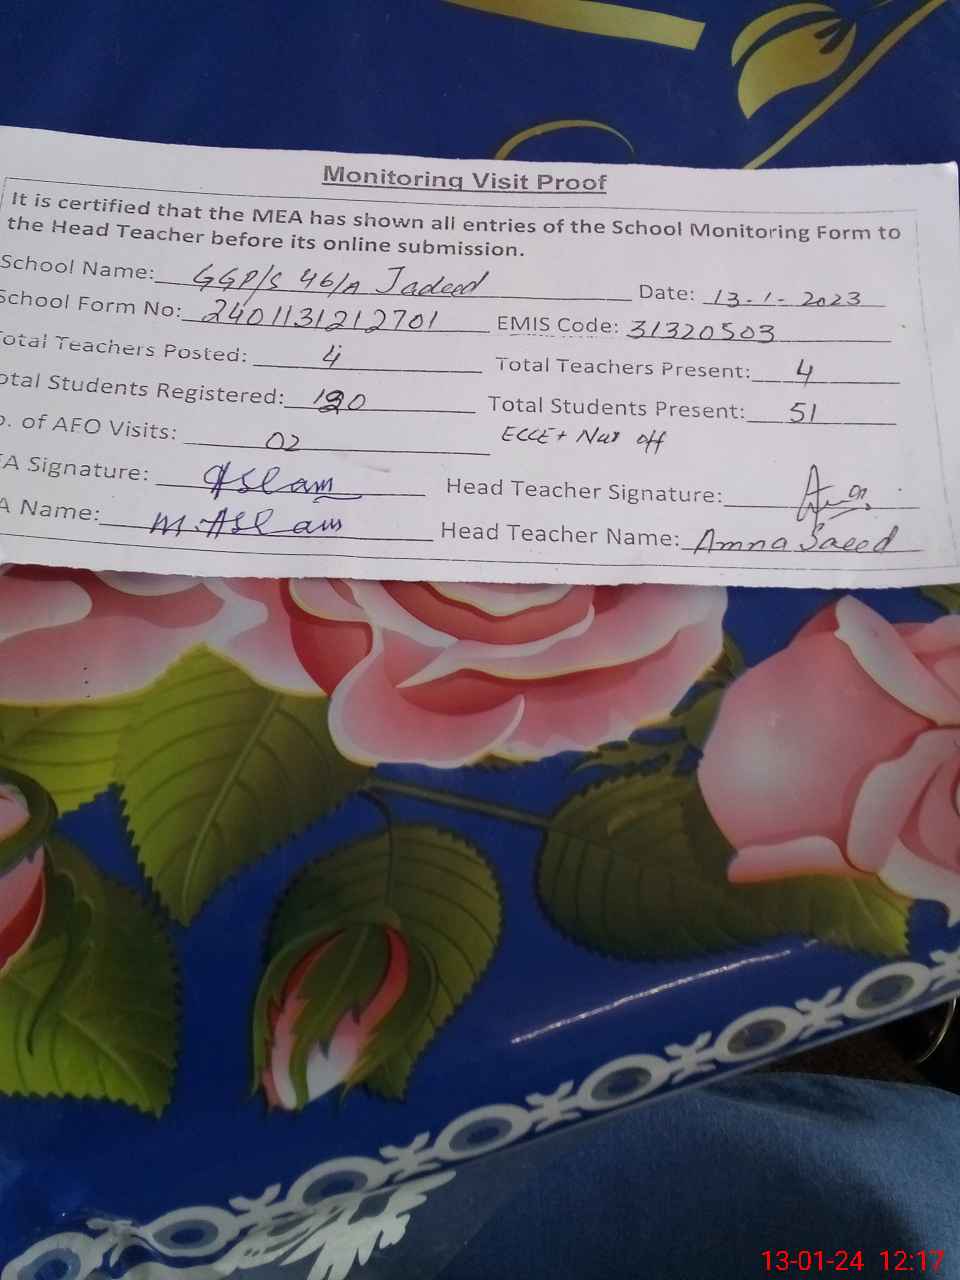 Monitoring Visit Proof
It is certified that the MEA has shown all entries of the School Monitoring Form to
the Head Teacher before its online submission.
School Name: GGP/S 46/A Jadeed Date: 13-1-2023
School Form No: 2401131212701 EMIS Code: 31320503
otal Teachers Posted: 4 Total Teachers Present: 4
otal Students Registered: Total Students Present: 51
o. of AFO Visits: 02 ECCE + Nur off
EA Signature: Aslam Head Teacher Signature:
A Name: M. Aslam Head Teacher Name: Amna Saeed
13-01-24 12:17